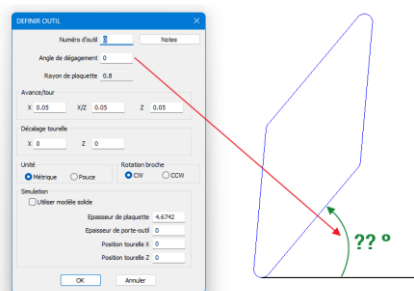 DEFINIR OUTIL
Numéro d'outil 0 Notes
Angle de dégagement 0
Rayon de plaquette 0.8
Avance/tour
X 0.05 X/Z 0.05 Z 0.05
Décalage tourelle
X 0 Z 0
Unité Rotation broche
Métrique Pouce CW CCW
Simulation
Utiliser modèle solide
Epaisseur de plaquette 4.6742
Epaisseur de porte-outil 0
Position tourelle X 0
Position tourelle Z 0
OK Annuler
?? °